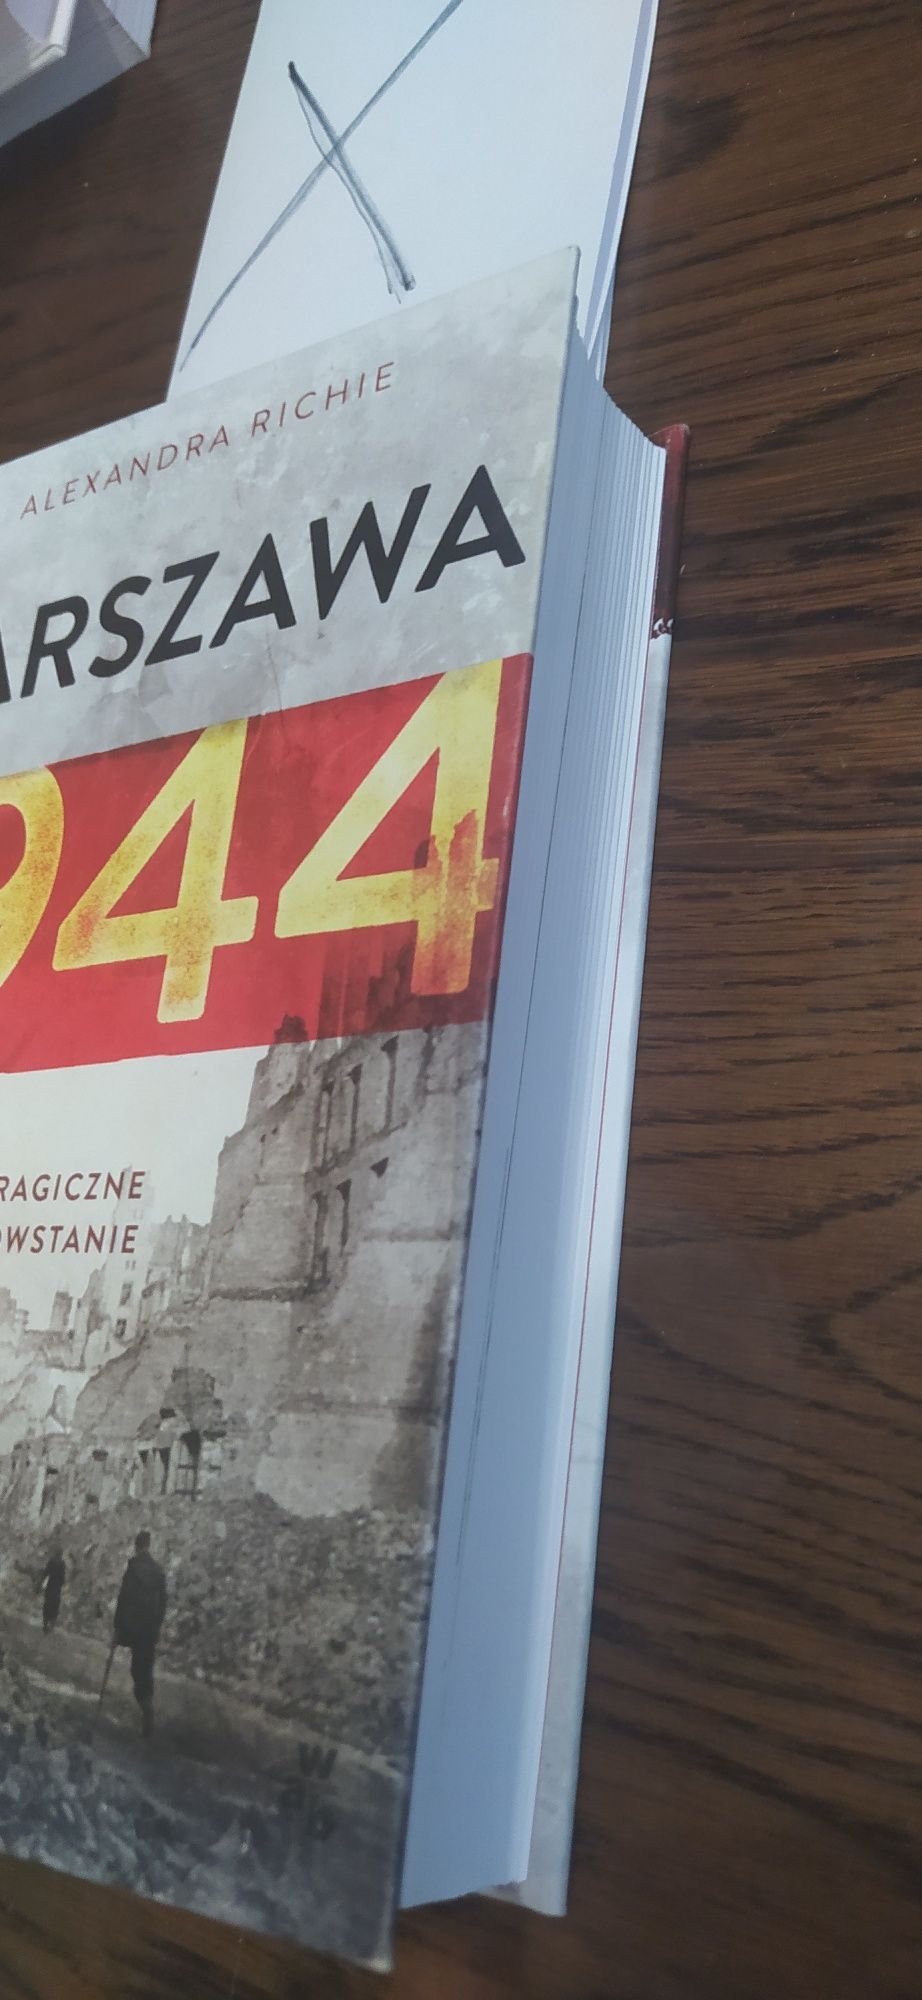 ALEXANDRA RICHIE
ARSZAWA
944
RAGICZNE
OWSTANIE
W
a
b